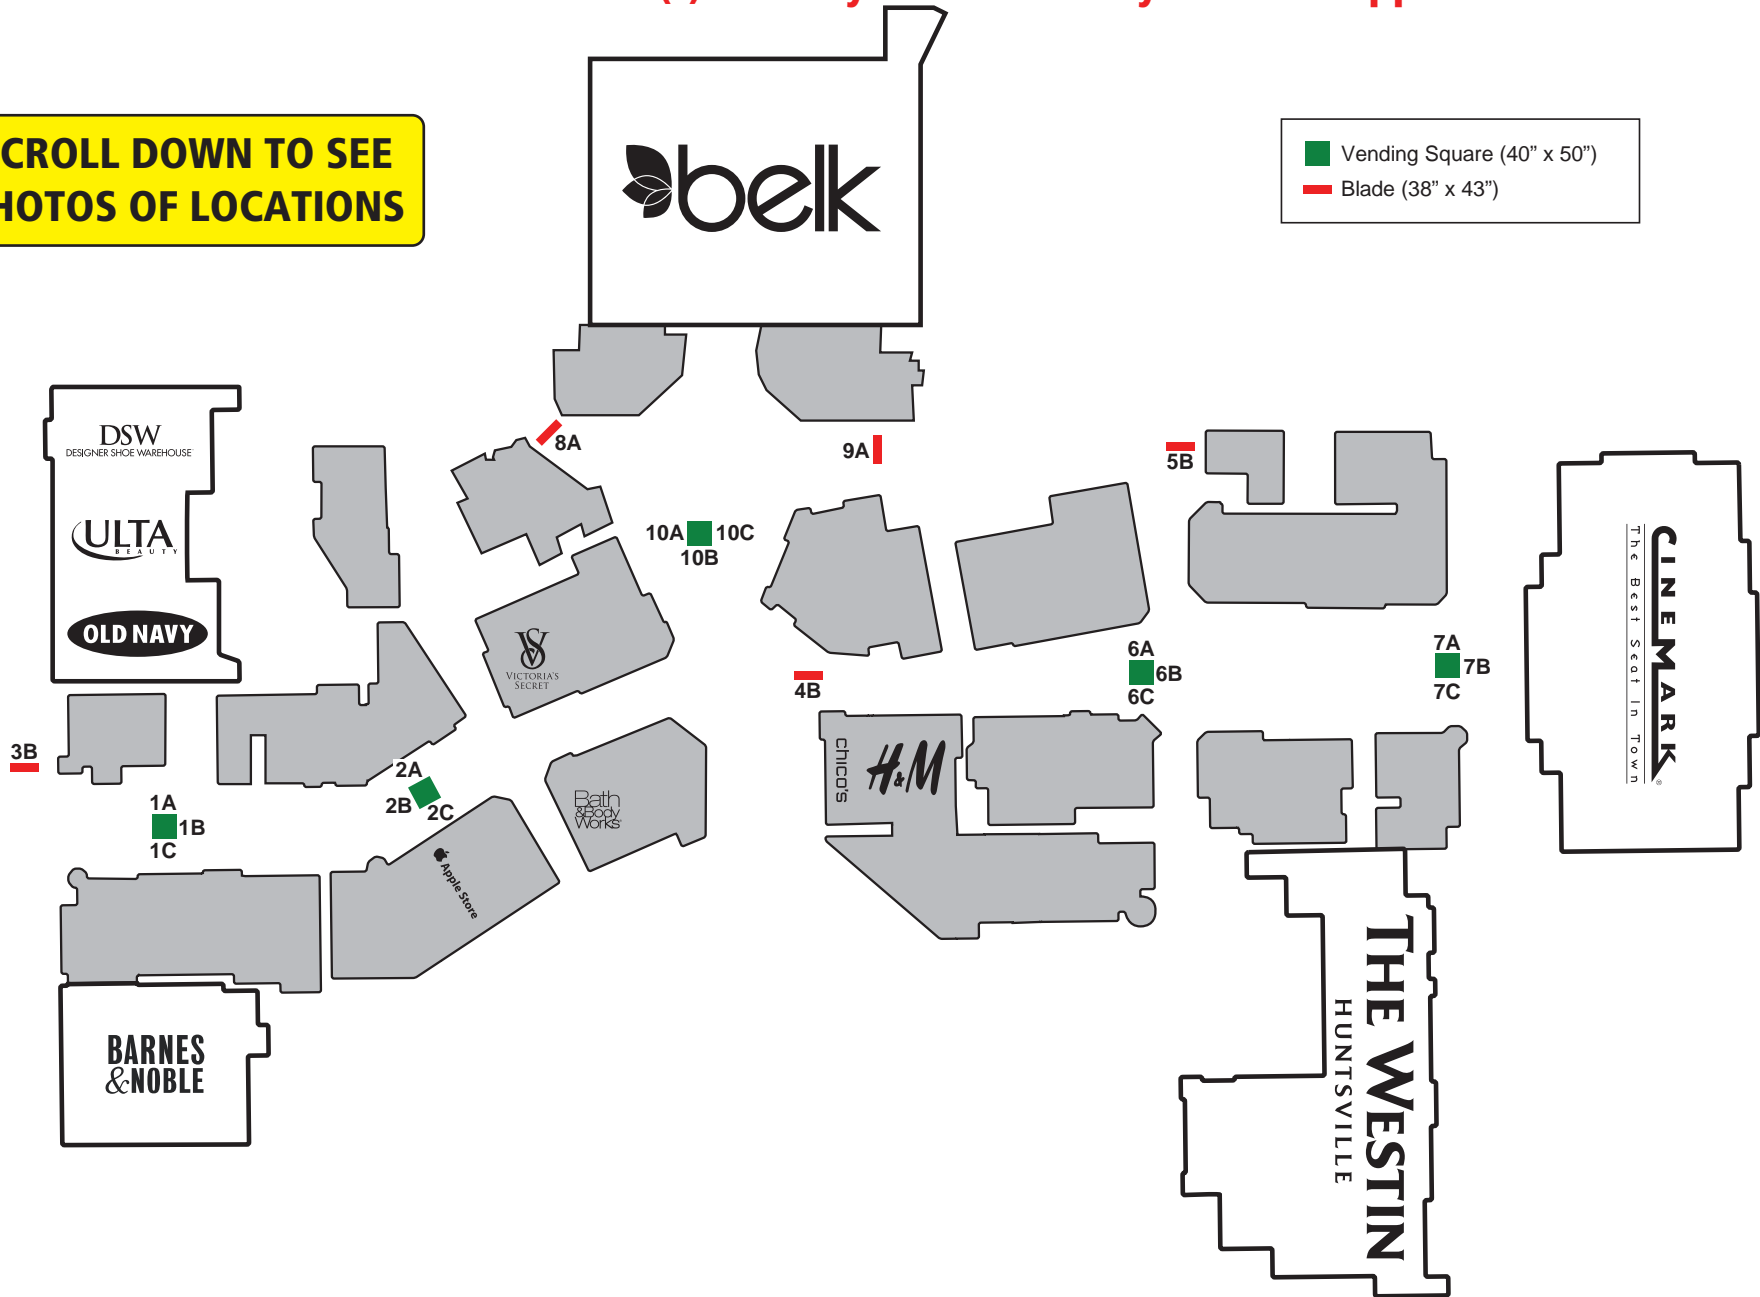 CROLL DOWN TO SEE
HOTOS OF LOCATIONS
belk
Vending Square (40” x 50”)
Blade (38” x 43”)
DSW
DESIGNER SHOE WAREHOUSE
ULTA
BEAUTY
OLD NAVY
8A
9A
5B
10A
10C
10B
VS
VICTORIA'S
SECRET
4B
6A
6B
6C
7A
7B
7C
CINEMARK
The Best Seat In Town
3B
1A
1B
1C
2A
2B
2C
Apple Store
Bath
&Body
Works
chico's
H&M
BARNES
&NOBLE
THE WESTIN
HUNTSVILLE